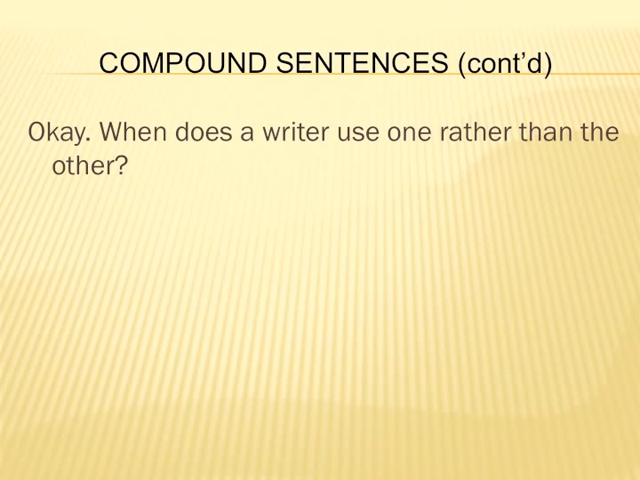 COMPOUND SENTENCES (cont’d)
Okay. When does a writer use one rather than the
other?